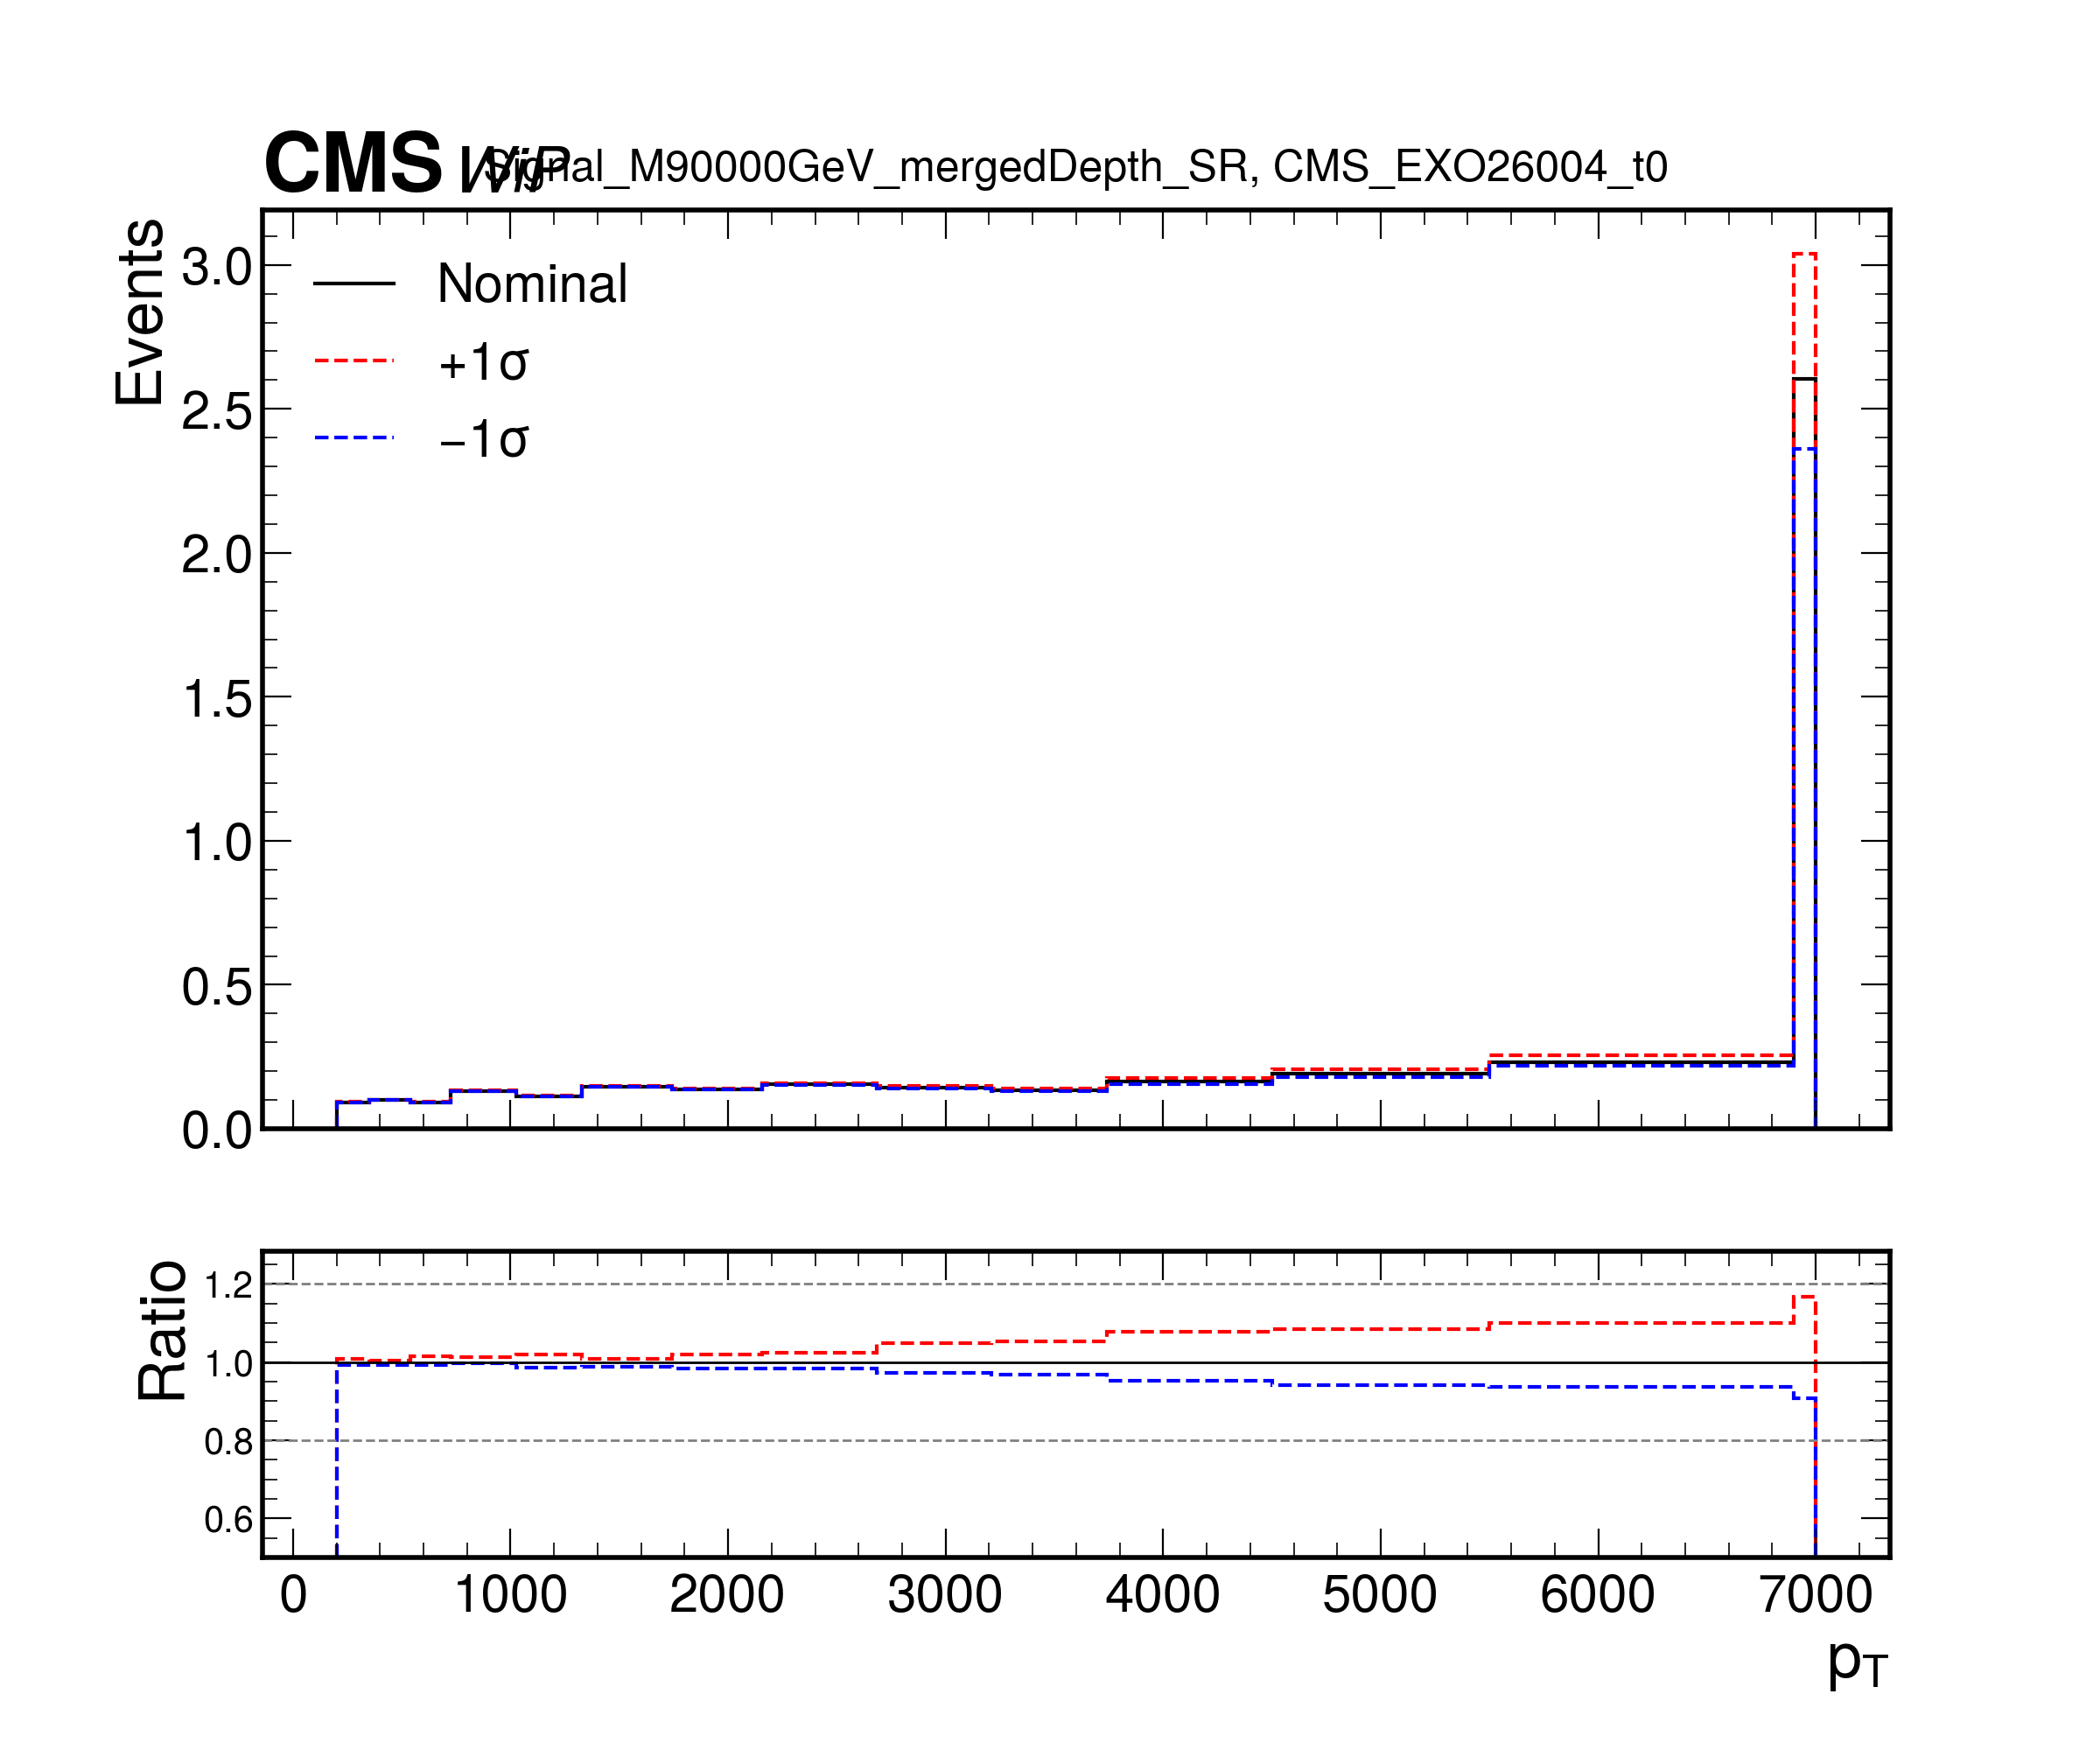 CMS WiP Signal_M90000GeV_mergedDepth_SR, CMS_EXO26004_t0
Events
3.0
2.5
2.0
1.5
1.0
0.5
0.0
Nominal
+1σ
−1σ
Ratio
1.2
1.0
0.8
0.6
0 1000 2000 3000 4000 5000 6000 7000
pT